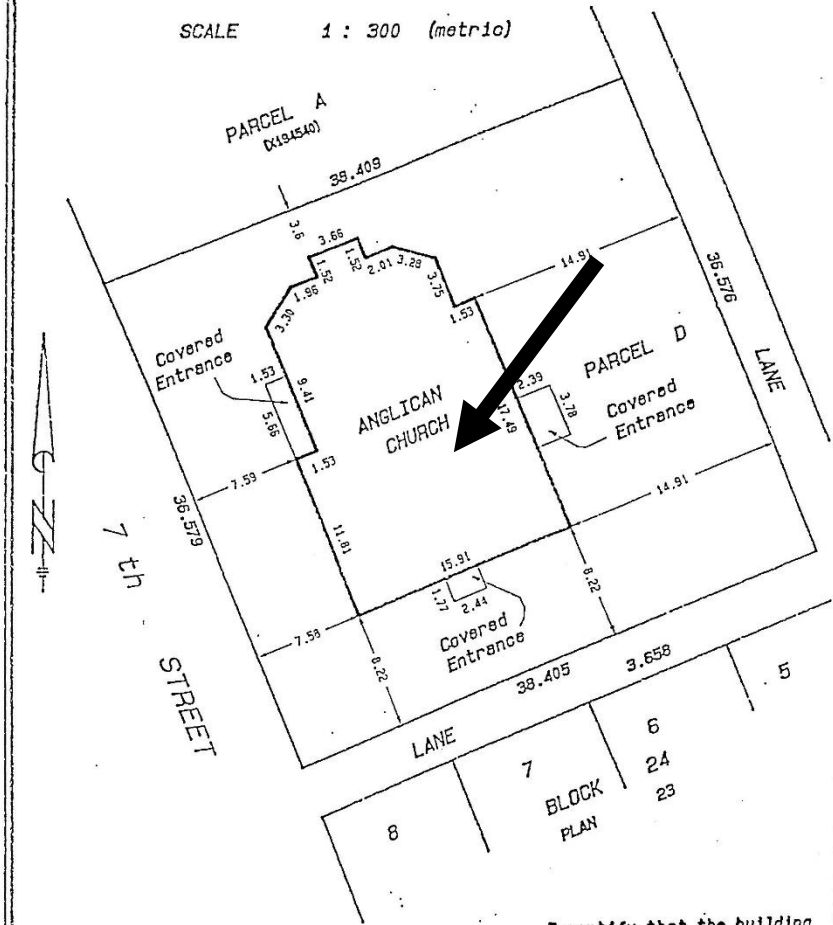 SCALE 1 : 300 (metric)
PARCEL A
(X194540)
38.409
3.6
3.66
1.52
1.52
1.96
2.01
3.28
3.30
3.75
14.91
1.53
36.576
LANE
Covered
Entrance
1.53
9.41
5.66
ANGLICAN
CHURCH
2.39
3.78
17.49
PARCEL D
Covered
Entrance
1.53
7.59
36.579
14.91
7 th STREET
11.81
15.91
1.77
2.44
Covered
Entrance
8.22
7.58
8.22
38.405
3.658
LANE
5
6
7
8
BLOCK 24
PLAN 23
N
I certify that the building